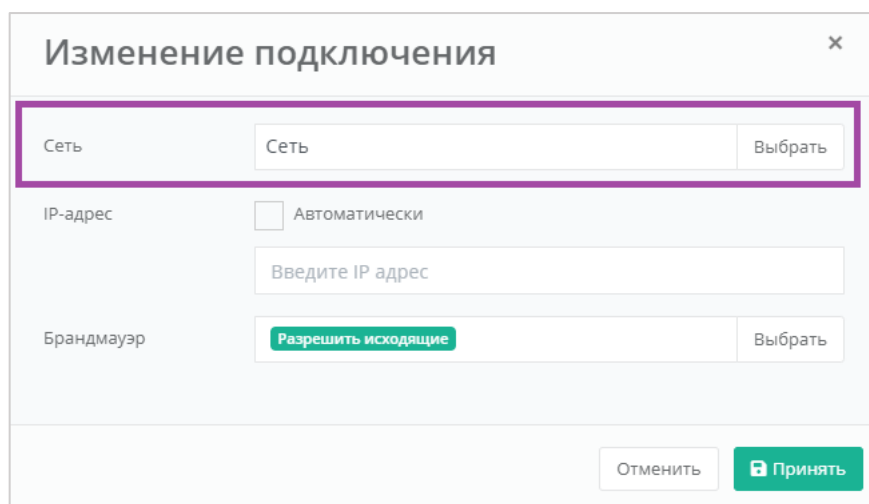 Изменение подключения ×
Сеть Сеть Выбрать
IP-адрес Автоматически
Введите IP адрес
Брандмауэр Разрешить исходящие Выбрать
Отменить Принять